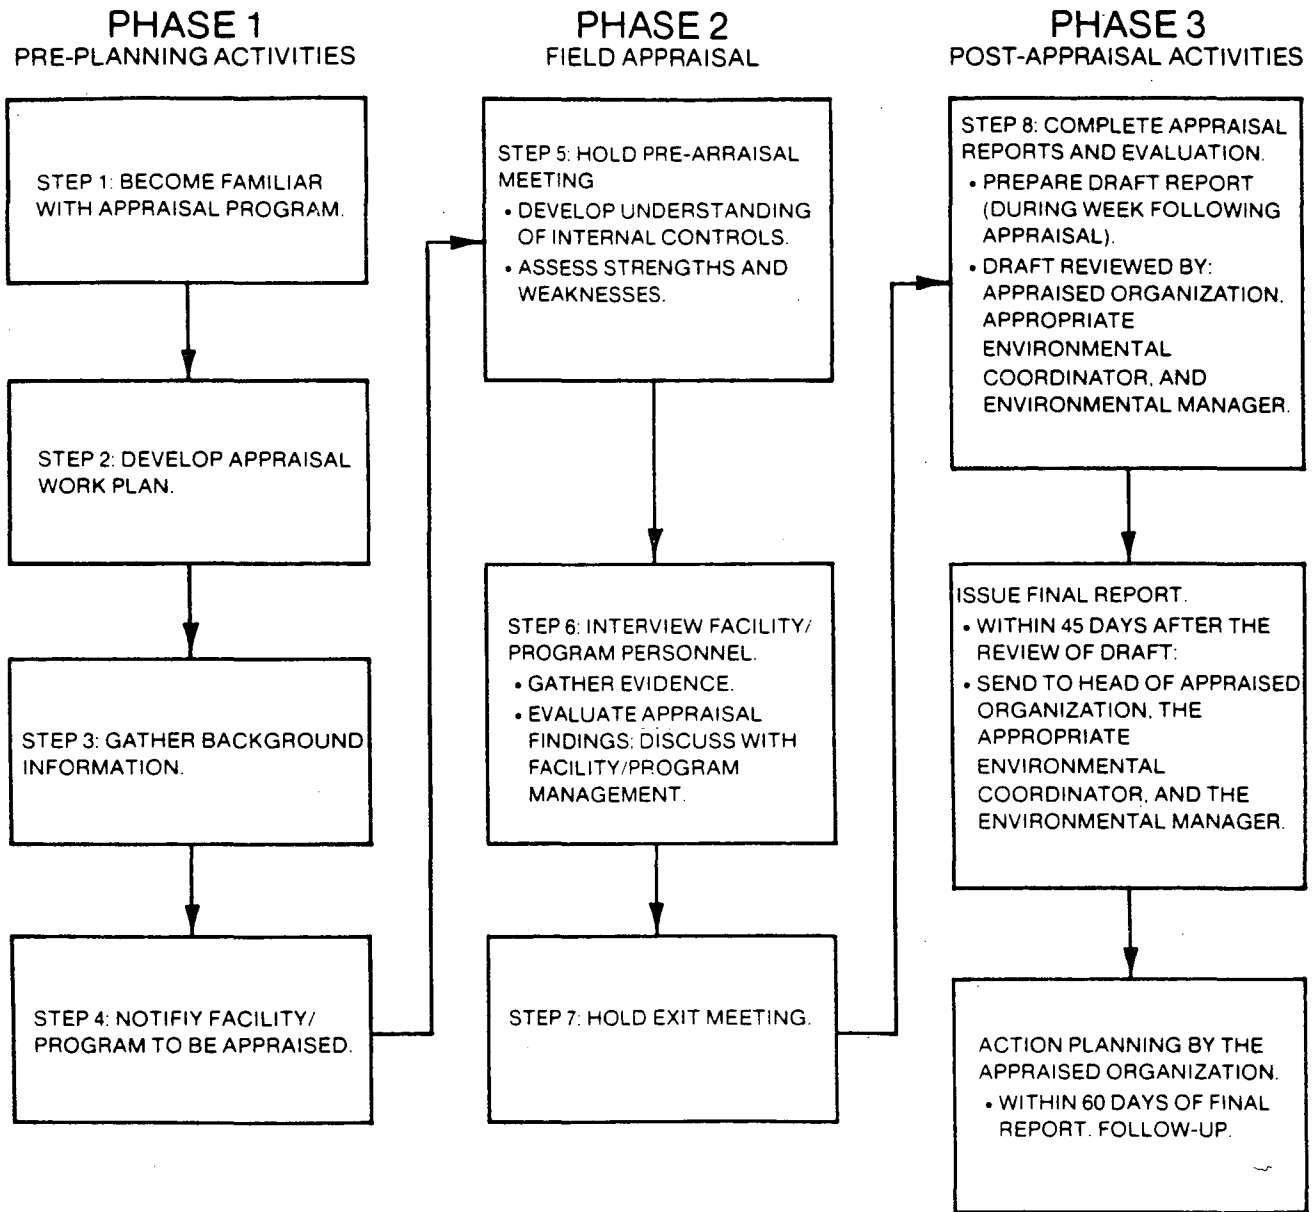 PHASE 1
PRE-PLANNING ACTIVITIES
STEP 1: BECOME FAMILIAR
WITH APPRAISAL PROGRAM.
STEP 2: DEVELOP APPRAISAL
WORK PLAN.
STEP 3: GATHER BACKGROUND
INFORMATION.
STEP 4: NOTIFIY FACILITY/
PROGRAM TO BE APPRAISED.
PHASE 2
FIELD APPRAISAL
STEP 5: HOLD PRE-ARRAISAL
MEETING
• DEVELOP UNDERSTANDING
OF INTERNAL CONTROLS.
• ASSESS STRENGTHS AND
WEAKNESSES.
STEP 6: INTERVIEW FACILITY/
PROGRAM PERSONNEL.
• GATHER EVIDENCE.
• EVALUATE APPRAISAL
FINDINGS: DISCUSS WITH
FACILITY/PROGRAM
MANAGEMENT.
STEP 7: HOLD EXIT MEETING.
PHASE 3
POST-APPRAISAL ACTIVITIES
STEP 8: COMPLETE APPRAISAL
REPORTS AND EVALUATION.
• PREPARE DRAFT REPORT
(DURING WEEK FOLLOWING
APPRAISAL).
• DRAFT REVIEWED BY:
APPRAISED ORGANIZATION,
APPROPRIATE
ENVIRONMENTAL
COORDINATOR, AND
ENVIRONMENTAL MANAGER.
ISSUE FINAL REPORT.
• WITHIN 45 DAYS AFTER THE
REVIEW OF DRAFT:
• SEND TO HEAD OF APPRAISED
ORGANIZATION, THE
APPROPRIATE
ENVIRONMENTAL
COORDINATOR, AND THE
ENVIRONMENTAL MANAGER.
ACTION PLANNING BY THE
APPRAISED ORGANIZATION.
• WITHIN 60 DAYS OF FINAL
REPORT. FOLLOW-UP.